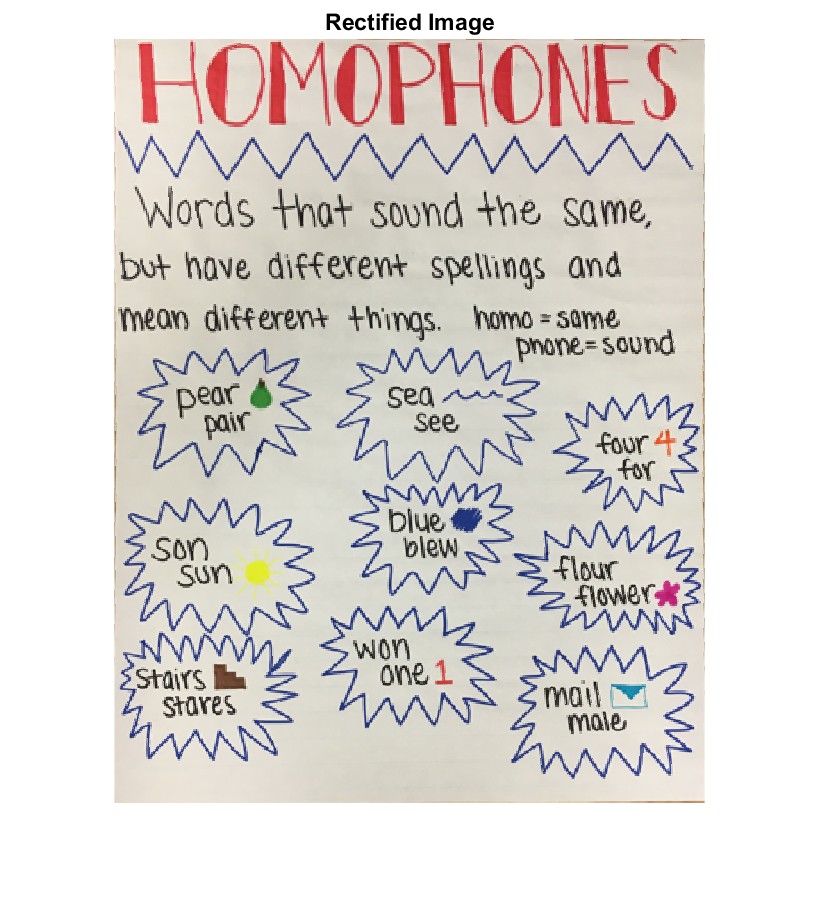 Rectified Image
HOMOPHONES
Words that sound the same,
but have different spellings and
mean different things. homo = same
phone = sound
pear
pair
sea
see
four 4
for
son
sun
blue
blew
flour
flower
stairs
stares
won
one 1
mail
male